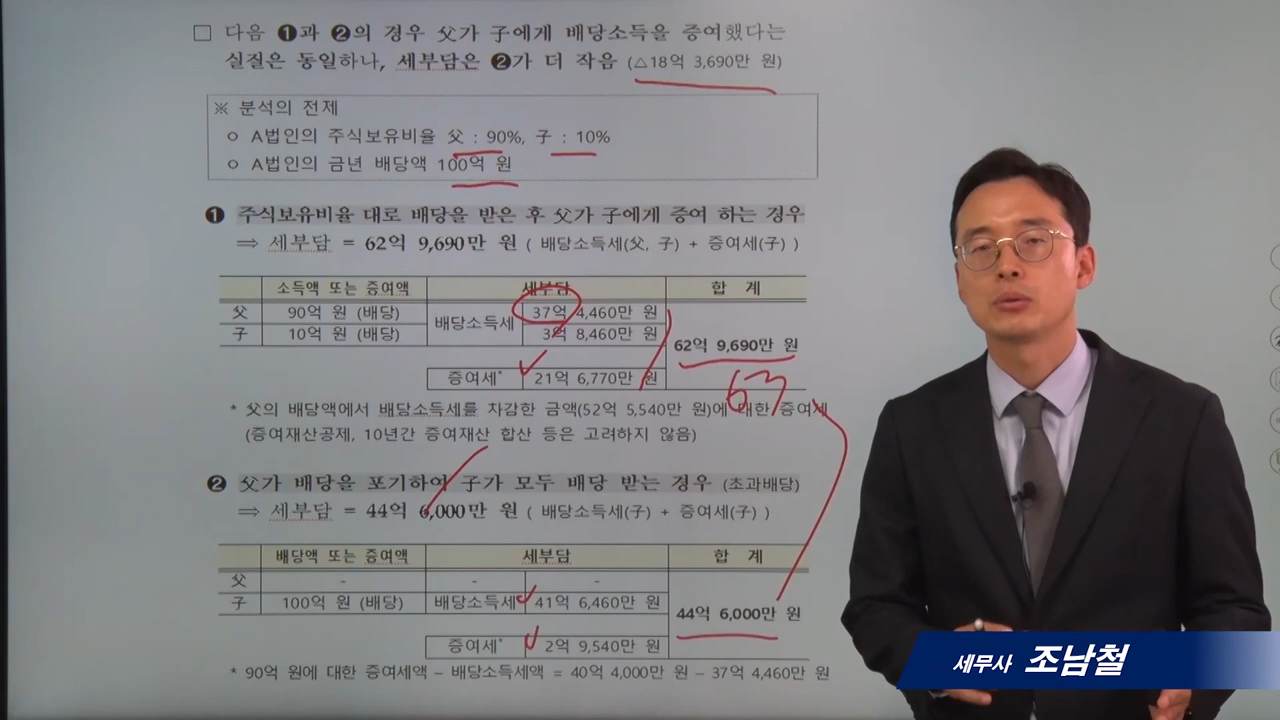 □ 다음 ❶과 ❷의 경우 父가 子에게 배당소득을 증여했다는
실질은 동일하나, 세부담은 ❷가 더 작음 (△18억 3,690만 원)
※ 분석의 전제
ㅇ A법인의 주식보유비율 父 : 90%, 子 : 10%
ㅇ A법인의 금년 배당액 100억 원
❶ 주식보유비율 대로 배당을 받은 후 父가 子에게 증여 하는 경우
⇒ 세부담 = 62억 9,690만 원 ( 배당소득세(父, 子) + 증여세(子) )
소득액 또는 증여액 세부담 합 계
父 90억 원 (배당) 배당소득세 37억 4,460만 원 62억 9,690만 원
子 10억 원 (배당) 3억 8,460만 원
63
증여세* 21억 6,770만 원
* 父의 배당액에서 배당소득세를 차감한 금액(52억 5,540만 원)에 대한 증여세
(증여재산공제, 10년간 증여재산 합산 등은 고려하지 않음)
❷ 父가 배당을 포기하여 子가 모두 배당 받는 경우 (초과배당)
⇒ 세부담 = 44억 6,000만 원 ( 배당소득세(子) + 증여세(子) )
배당액 또는 증여액 세부담 합 계
父 - - - 44억 6,000만 원
子 100억 원 (배당) 배당소득세 41억 6,460만 원
증여세* 2억 9,540만 원
* 90억 원에 대한 증여세액 − 배당소득세액 = 40억 4,000만 원 − 37억 4,460만 원
세무사 조남철